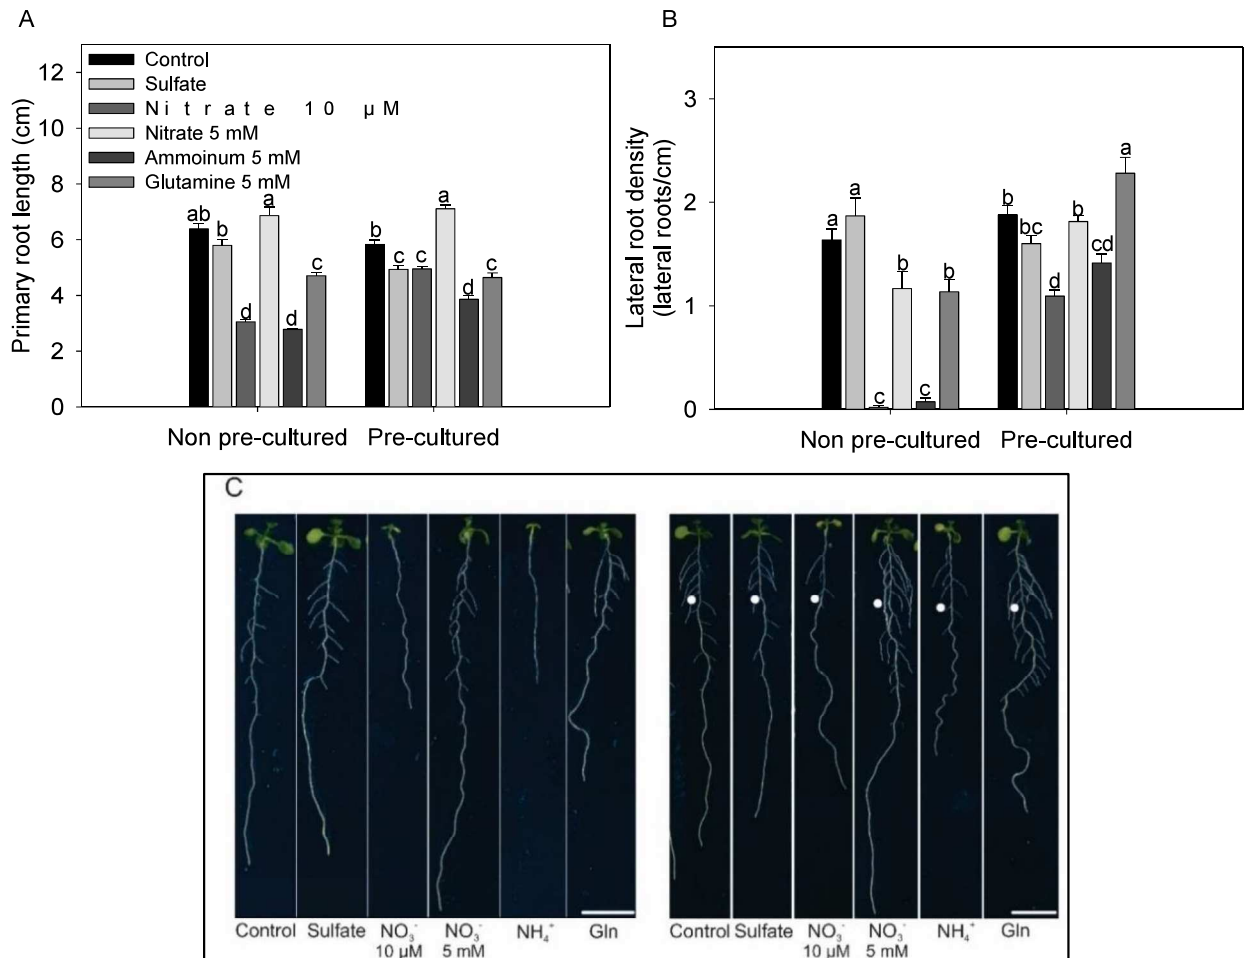 A
Primary root length (cm)
12
10
8
6
4
2
0
Control
Sulfate
Nitrate 10 µM
Nitrate 5 mM
Ammoinum 5 mM
Glutamine 5 mM
ab
b
d
a
d
c
b
c
c
a
d
c
Non pre-cultured
Pre-cultured
B
Lateral root density
(lateral roots/cm)
3
2
1
0
a
a
c
b
c
b
b
bc
d
b
cd
a
Non pre-cultured
Pre-cultured
C
Control
Sulfate
NO₃⁻
10 µM
NO₃⁻
5 mM
NH₄⁺
Gln
Control
Sulfate
NO₃⁻
10 µM
NO₃⁻
5 mM
NH₄⁺
Gln